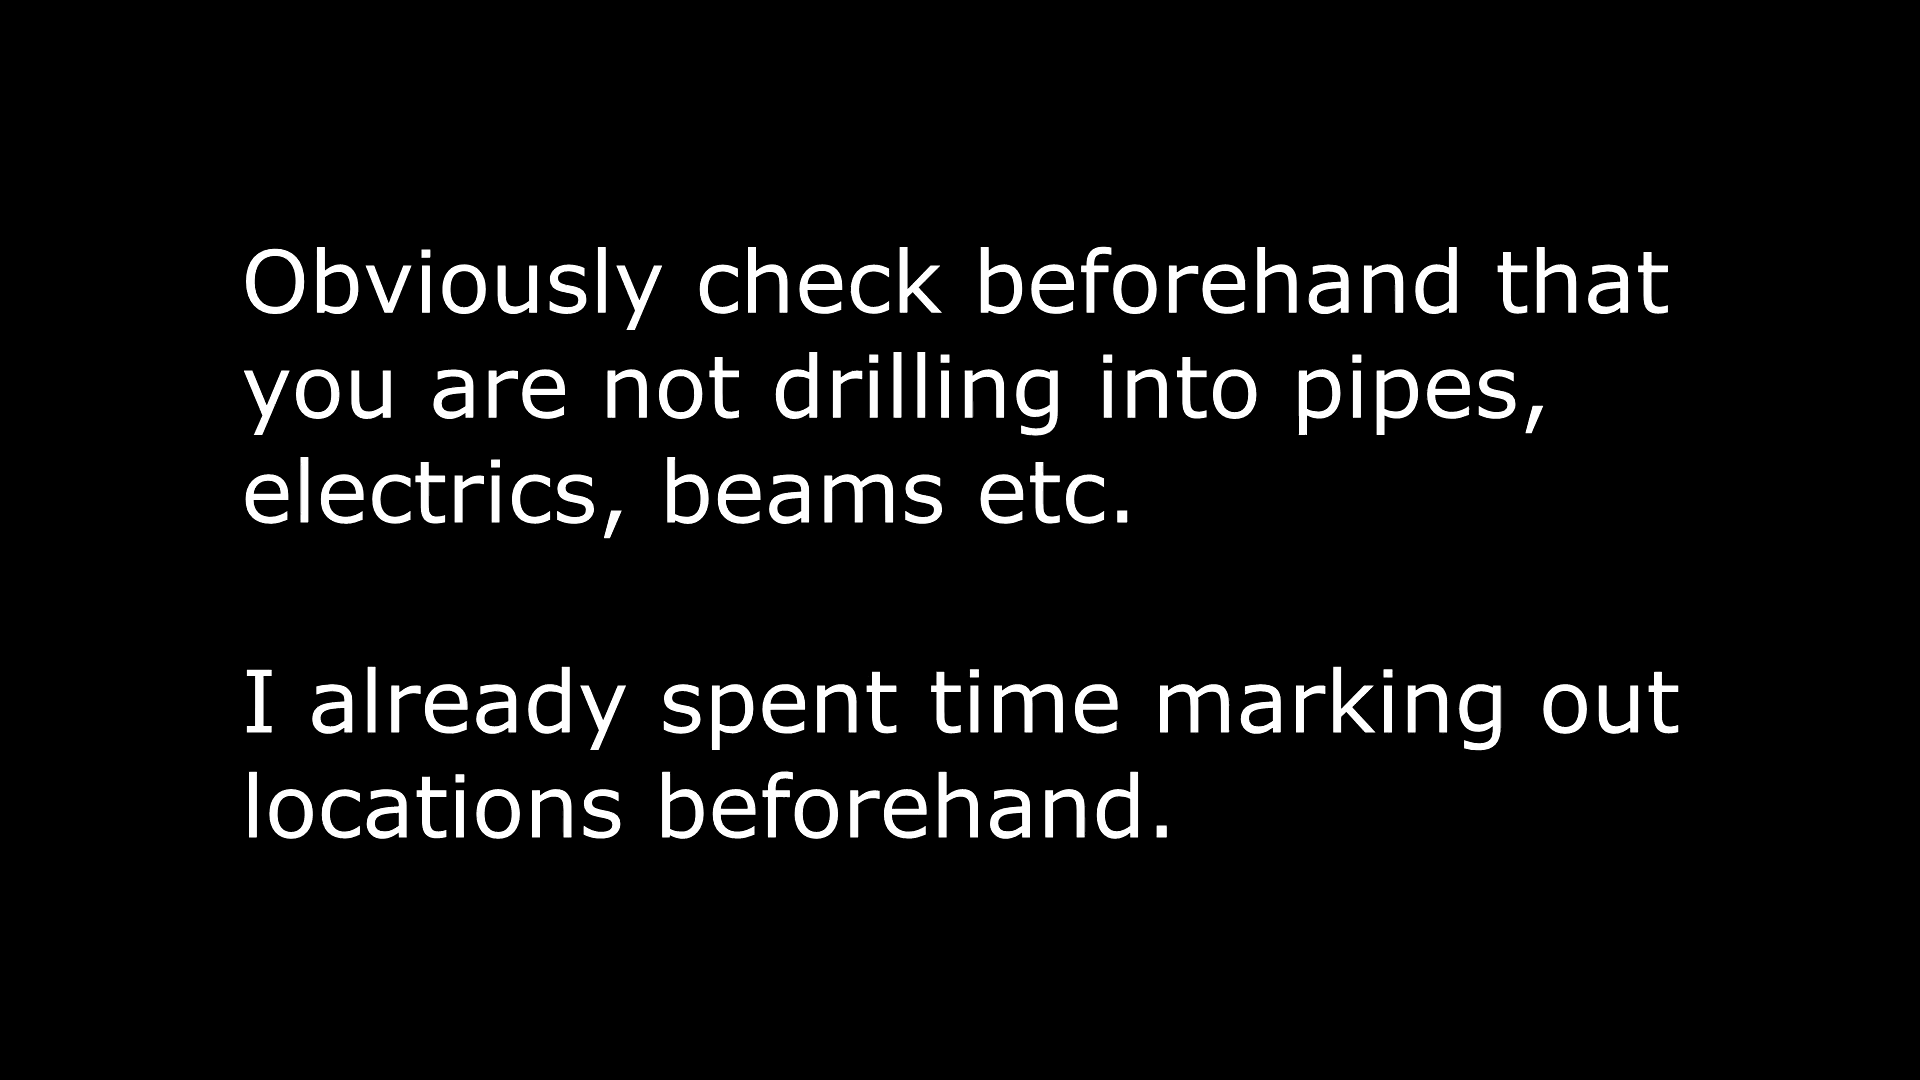 Obviously check beforehand that
you are not drilling into pipes,
electrics, beams etc.
I already spent time marking out
locations beforehand.